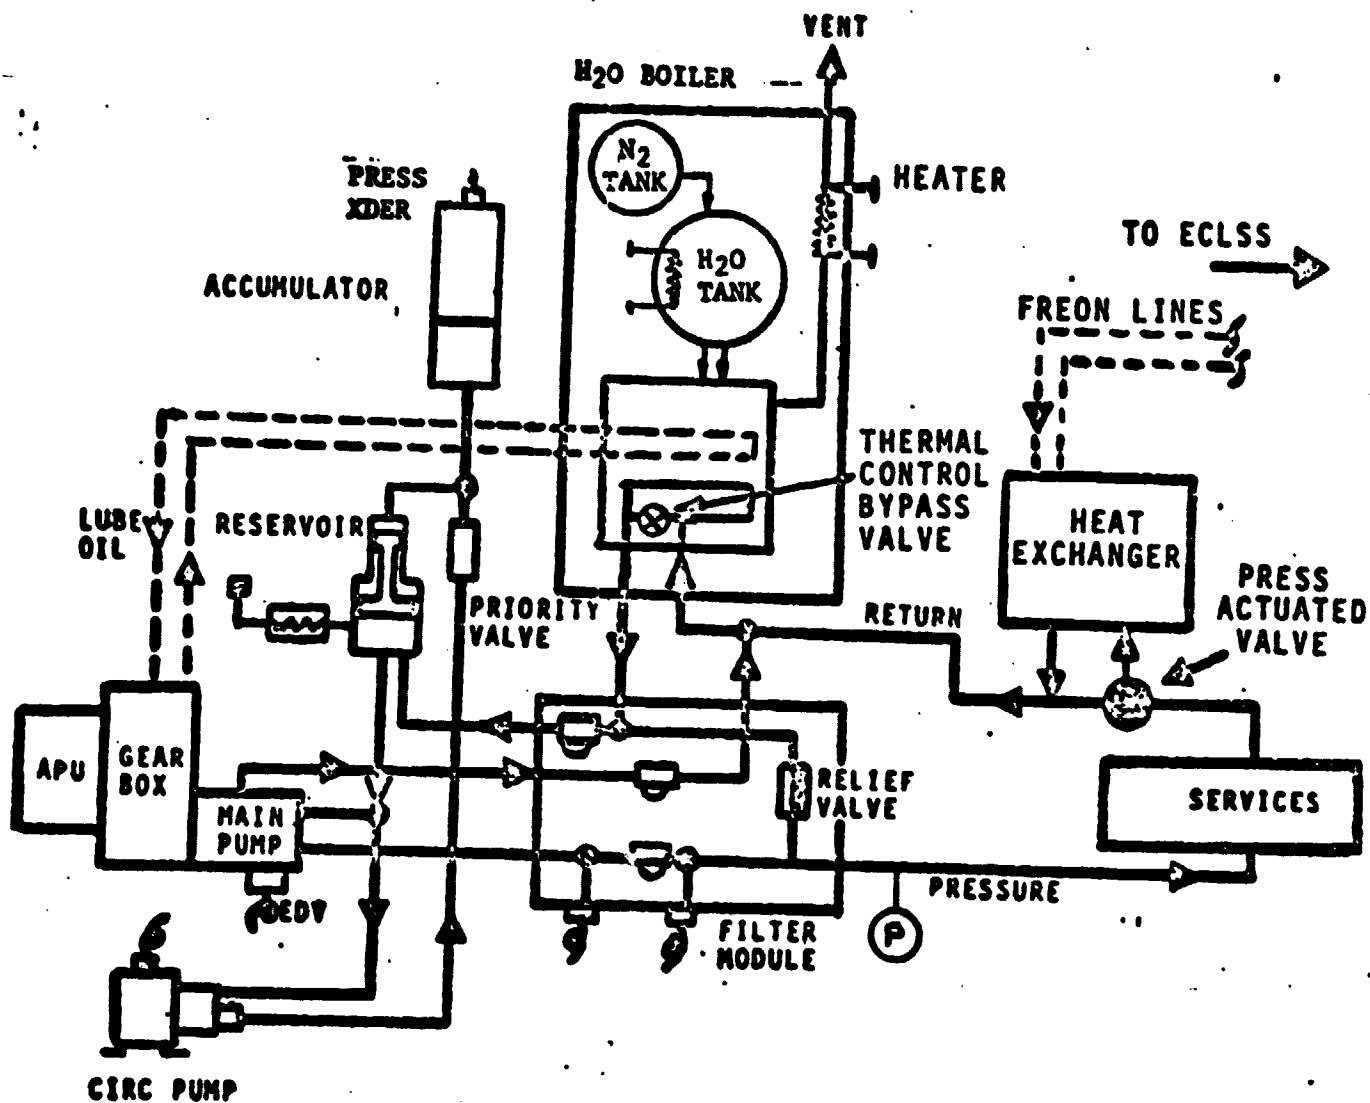 VENT
H2O BOILER
N2
TANK
PRESS
XDER
HEATER
TO ECLSS
H2O
TANK
ACCUMULATOR
FREON LINES
THERMAL
CONTROL
BYPASS
VALVE
LUBE
OIL
RESERVOIR
HEAT
EXCHANGER
PRESS
ACTUATED
VALVE
PRIORITY
VALVE
RETURN
APU
GEAR
BOX
MAIN
PUMP
RELIEF
VALVE
SERVICES
PRESSURE
EDV
FILTER
MODULE
P
CIRC PUMP